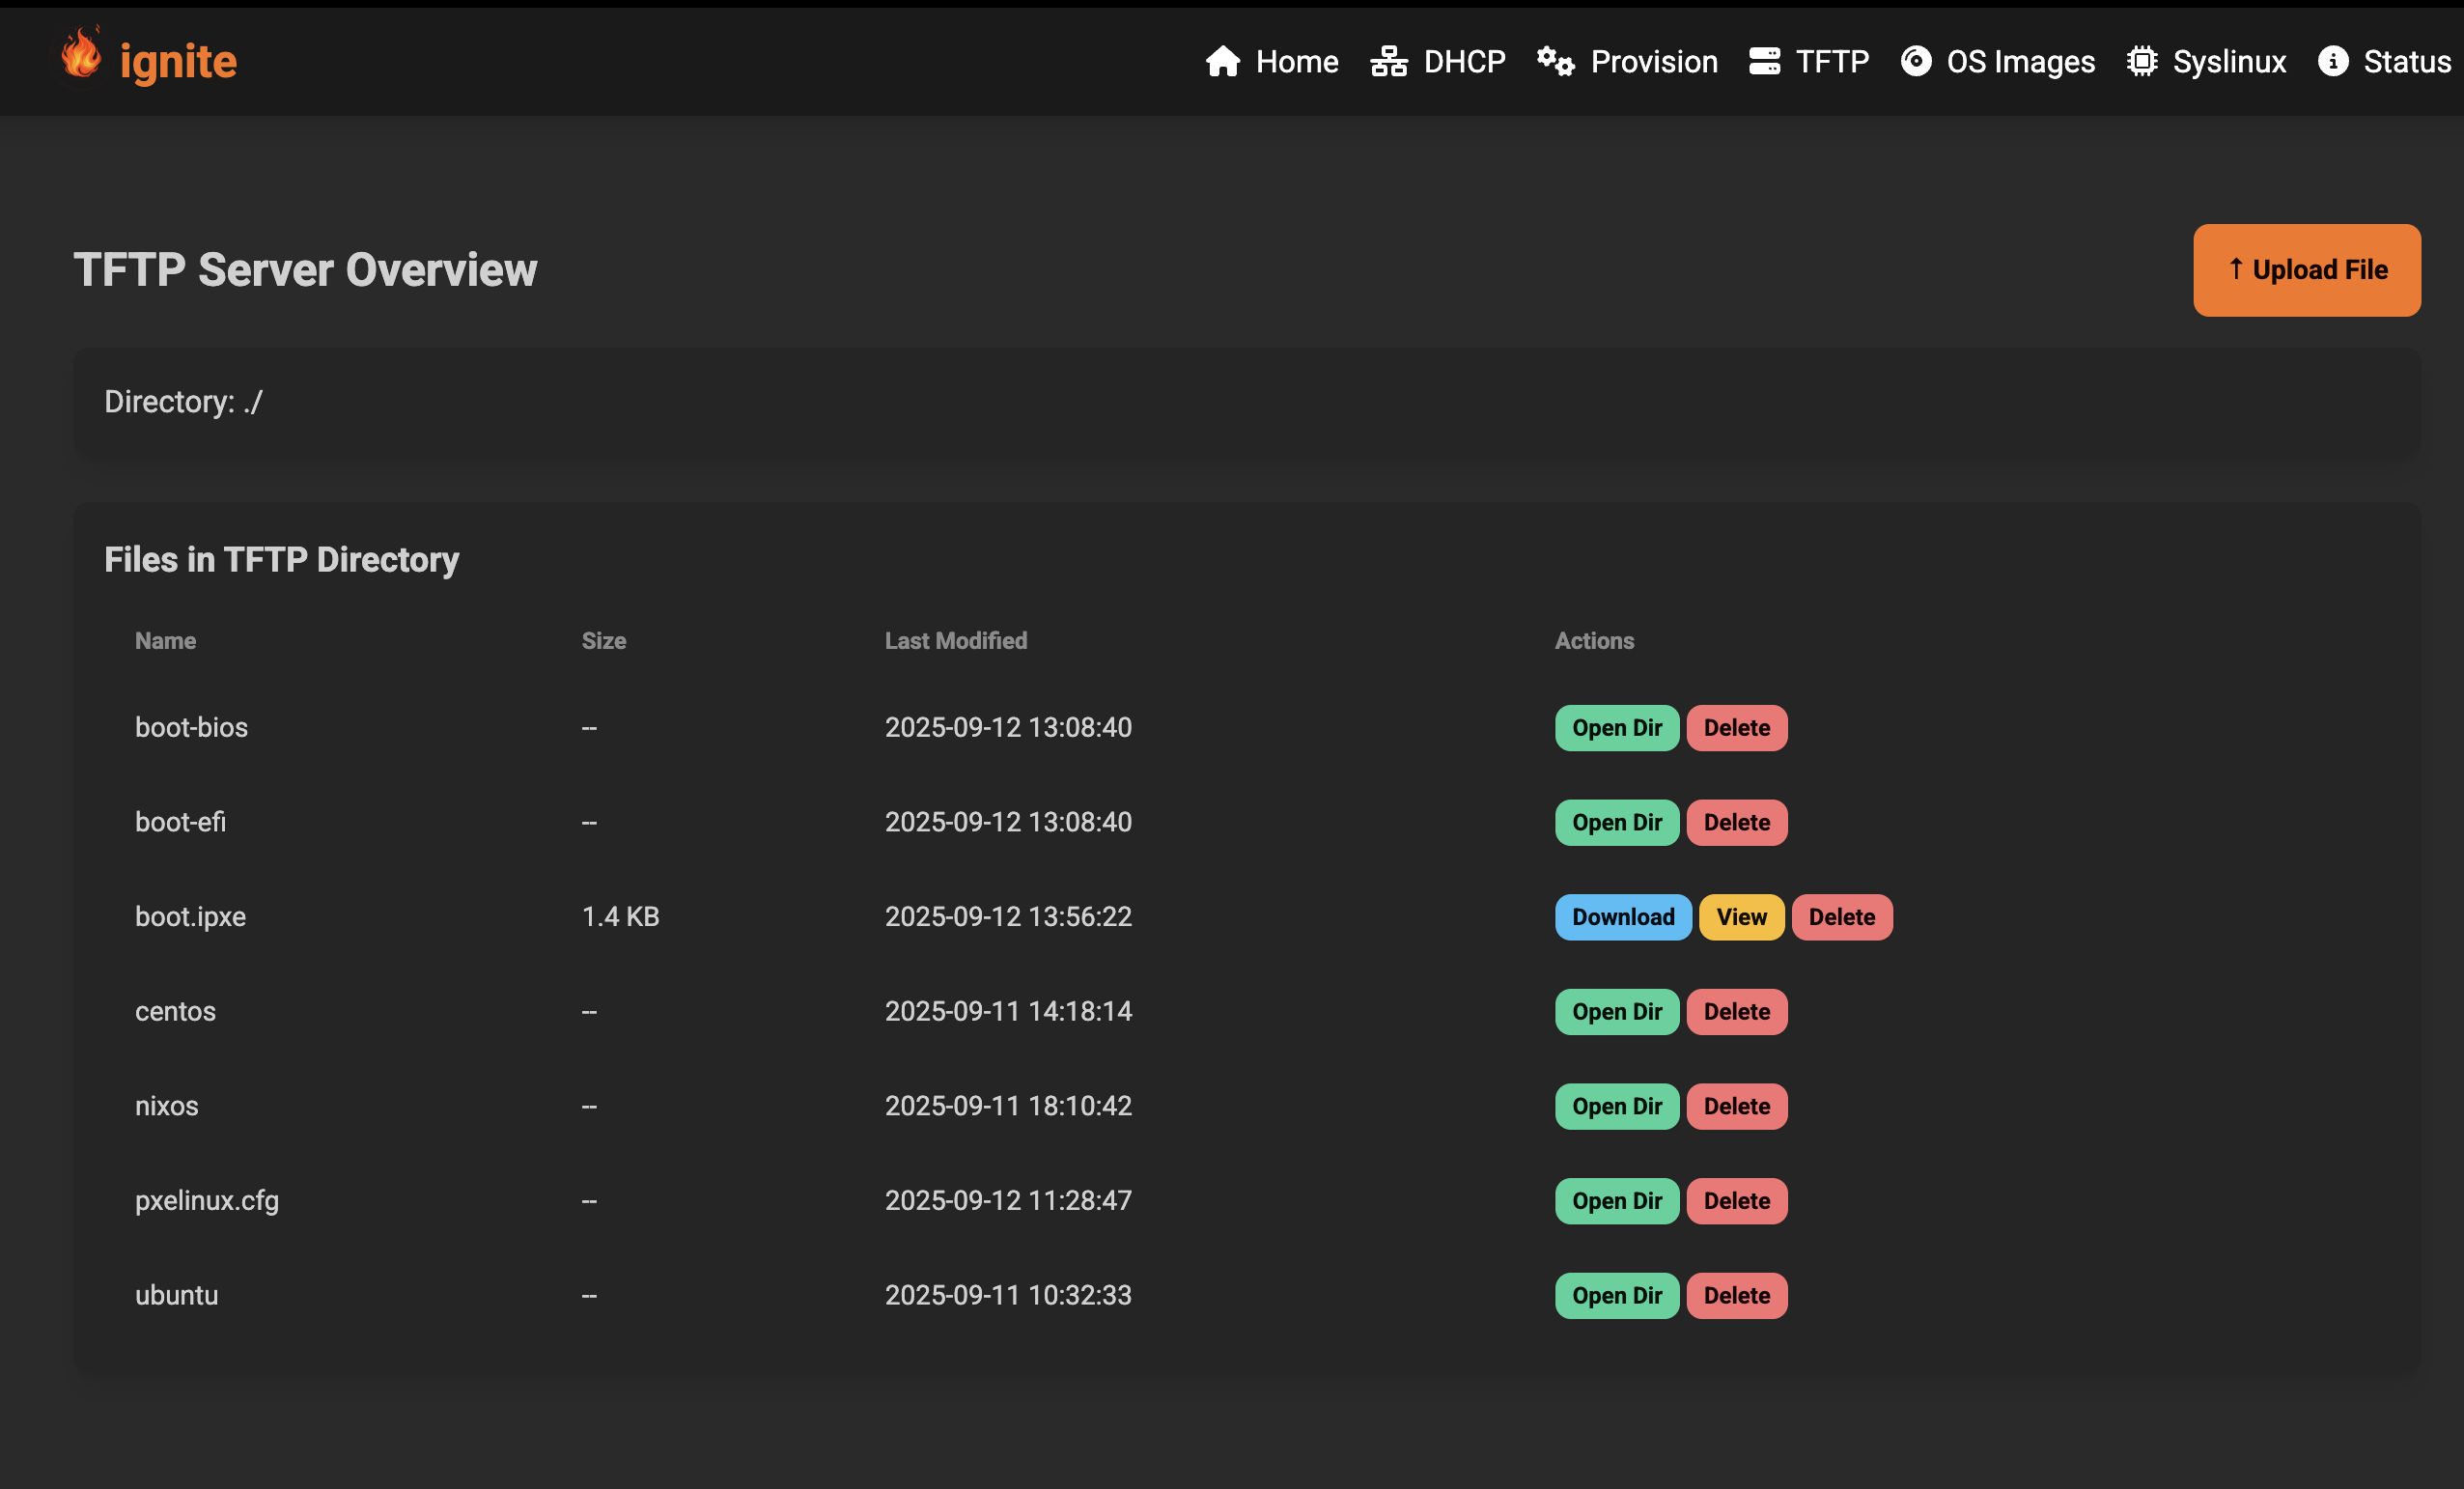 ignite Home DHCP Provision TFTP OS Images Syslinux Status
TFTP Server Overview ↑ Upload File
Directory: ./
Files in TFTP Directory
Name Size Last Modified Actions
boot-bios -- 2025-09-12 13:08:40 Open Dir Delete
boot-efi -- 2025-09-12 13:08:40 Open Dir Delete
boot.ipxe 1.4 KB 2025-09-12 13:56:22 Download View Delete
centos -- 2025-09-11 14:18:14 Open Dir Delete
nixos -- 2025-09-11 18:10:42 Open Dir Delete
pxelinux.cfg -- 2025-09-12 11:28:47 Open Dir Delete
ubuntu -- 2025-09-11 10:32:33 Open Dir Delete